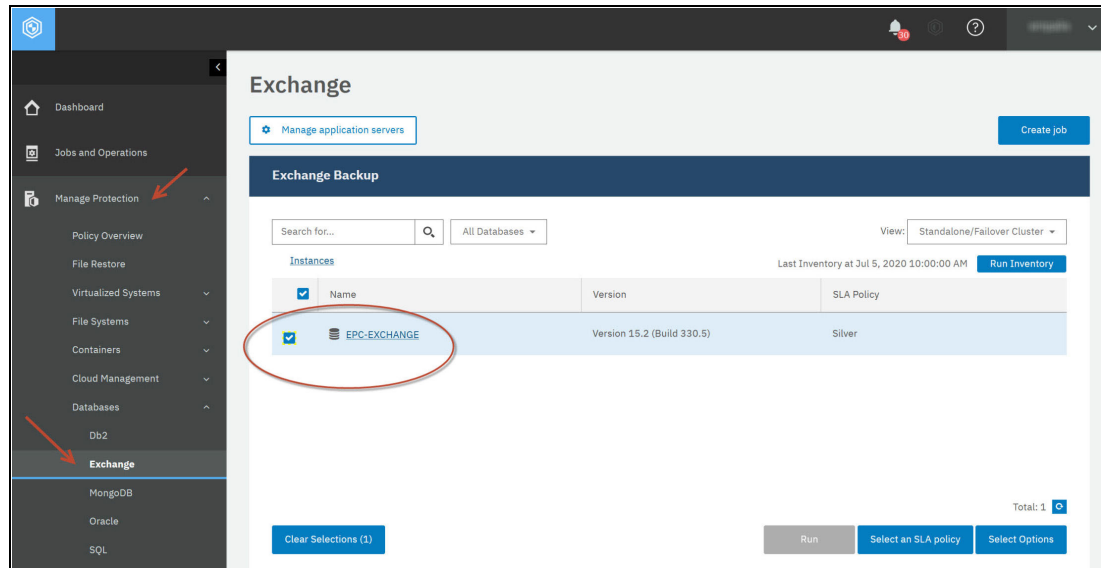 30
Dashboard
Jobs and Operations
Manage Protection
Policy Overview
File Restore
Virtualized Systems
File Systems
Containers
Cloud Management
Databases
Db2
Exchange
MongoDB
Oracle
SQL
Exchange
Manage application servers
Create job
Exchange Backup
Search for...
All Databases
View: Standalone/Failover Cluster
Instances
Last Inventory at Jul 5, 2020 10:00:00 AM Run Inventory
Name Version SLA Policy
EPC-EXCHANGE Version 15.2 (Build 330.5) Silver
Total: 1
Clear Selections (1) Run Select an SLA policy Select Options